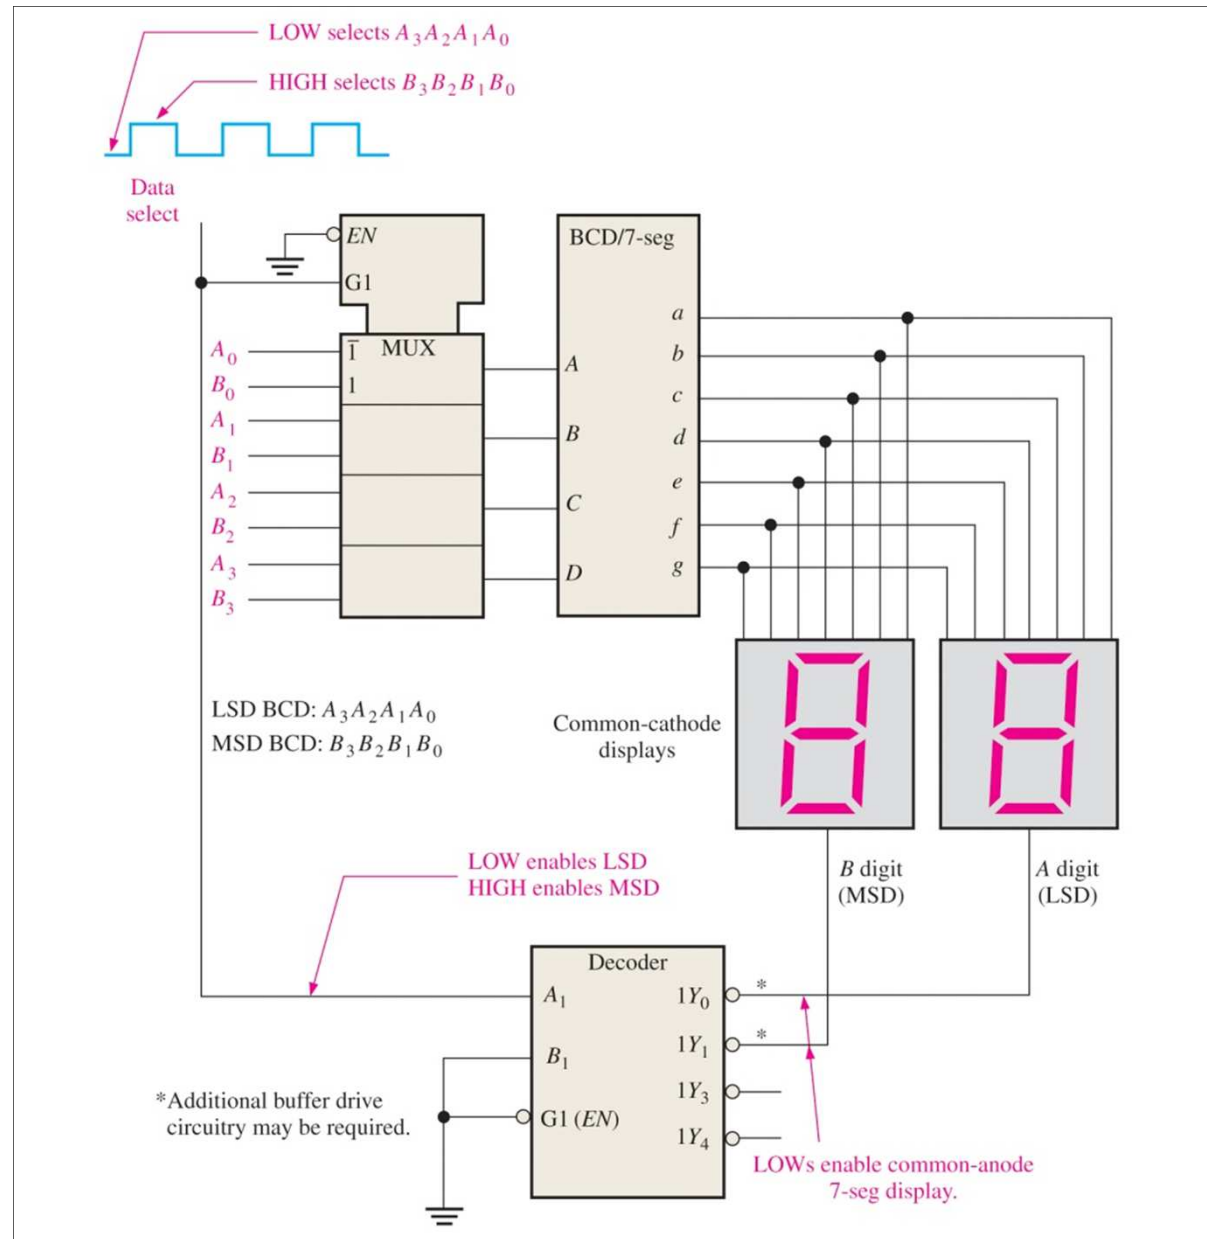 LOW selects A₃A₂A₁A₀
HIGH selects B₃B₂B₁B₀
Data
select
EN
G1
MUX
A₀
1̅
B₀
1
A₁
B₁
A₂
B₂
A₃
B₃
BCD/7-seg
A
B
C
D
a
b
c
d
e
f
g
LSD BCD: A₃A₂A₁A₀
MSD BCD: B₃B₂B₁B₀
Common-cathode
displays
B digit
(MSD)
A digit
(LSD)
LOW enables LSD
HIGH enables MSD
Decoder
A₁
B₁
G1 (EN)
1Y₀
*
1Y₁
*
1Y₃
1Y₄
*Additional buffer drive
circuitry may be required.
LOWs enable common-anode
7-seg display.